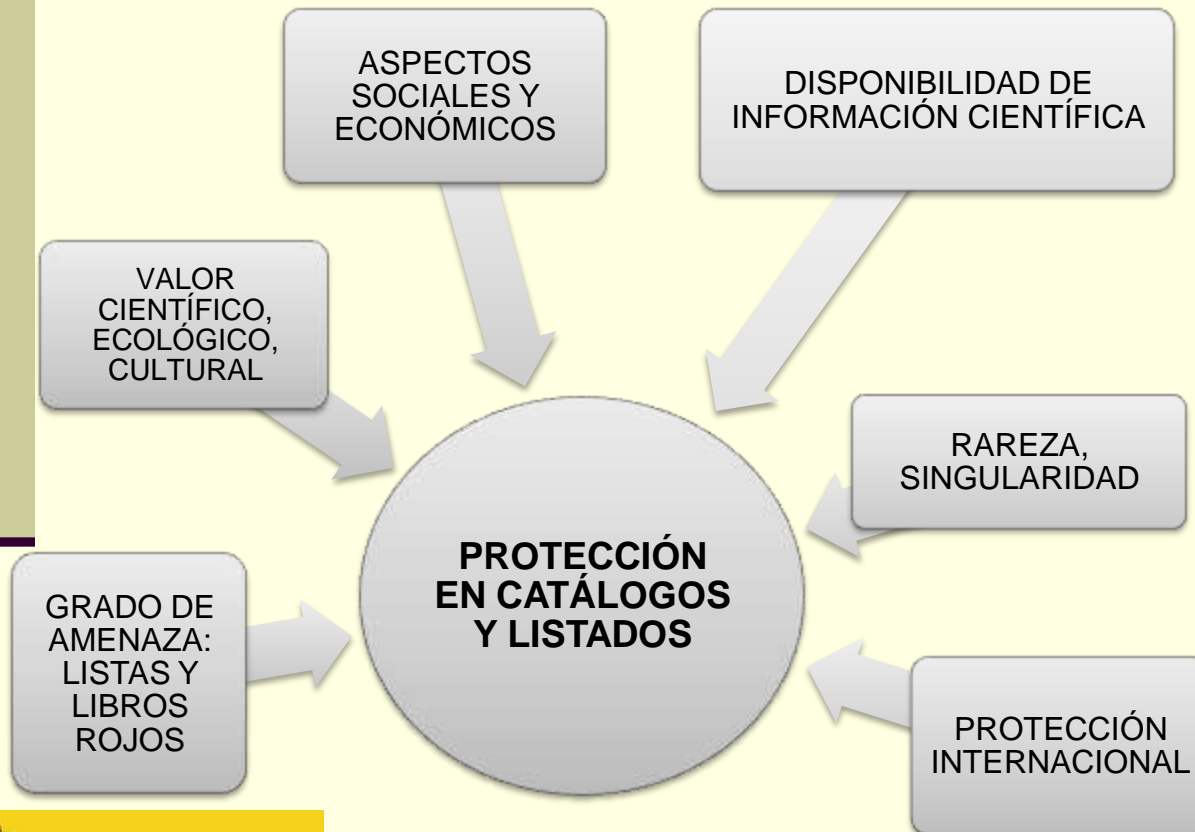 ASPECTOS
SOCIALES Y
ECONÓMICOS
DISPONIBILIDAD DE
INFORMACIÓN CIENTÍFICA
VALOR
CIENTÍFICO,
ECOLÓGICO,
CULTURAL
RAREZA,
SINGULARIDAD
PROTECCIÓN
EN CATÁLOGOS
Y LISTADOS
GRADO DE
AMENAZA:
LISTAS Y
LIBROS
ROJOS
PROTECCIÓN
INTERNACIONAL